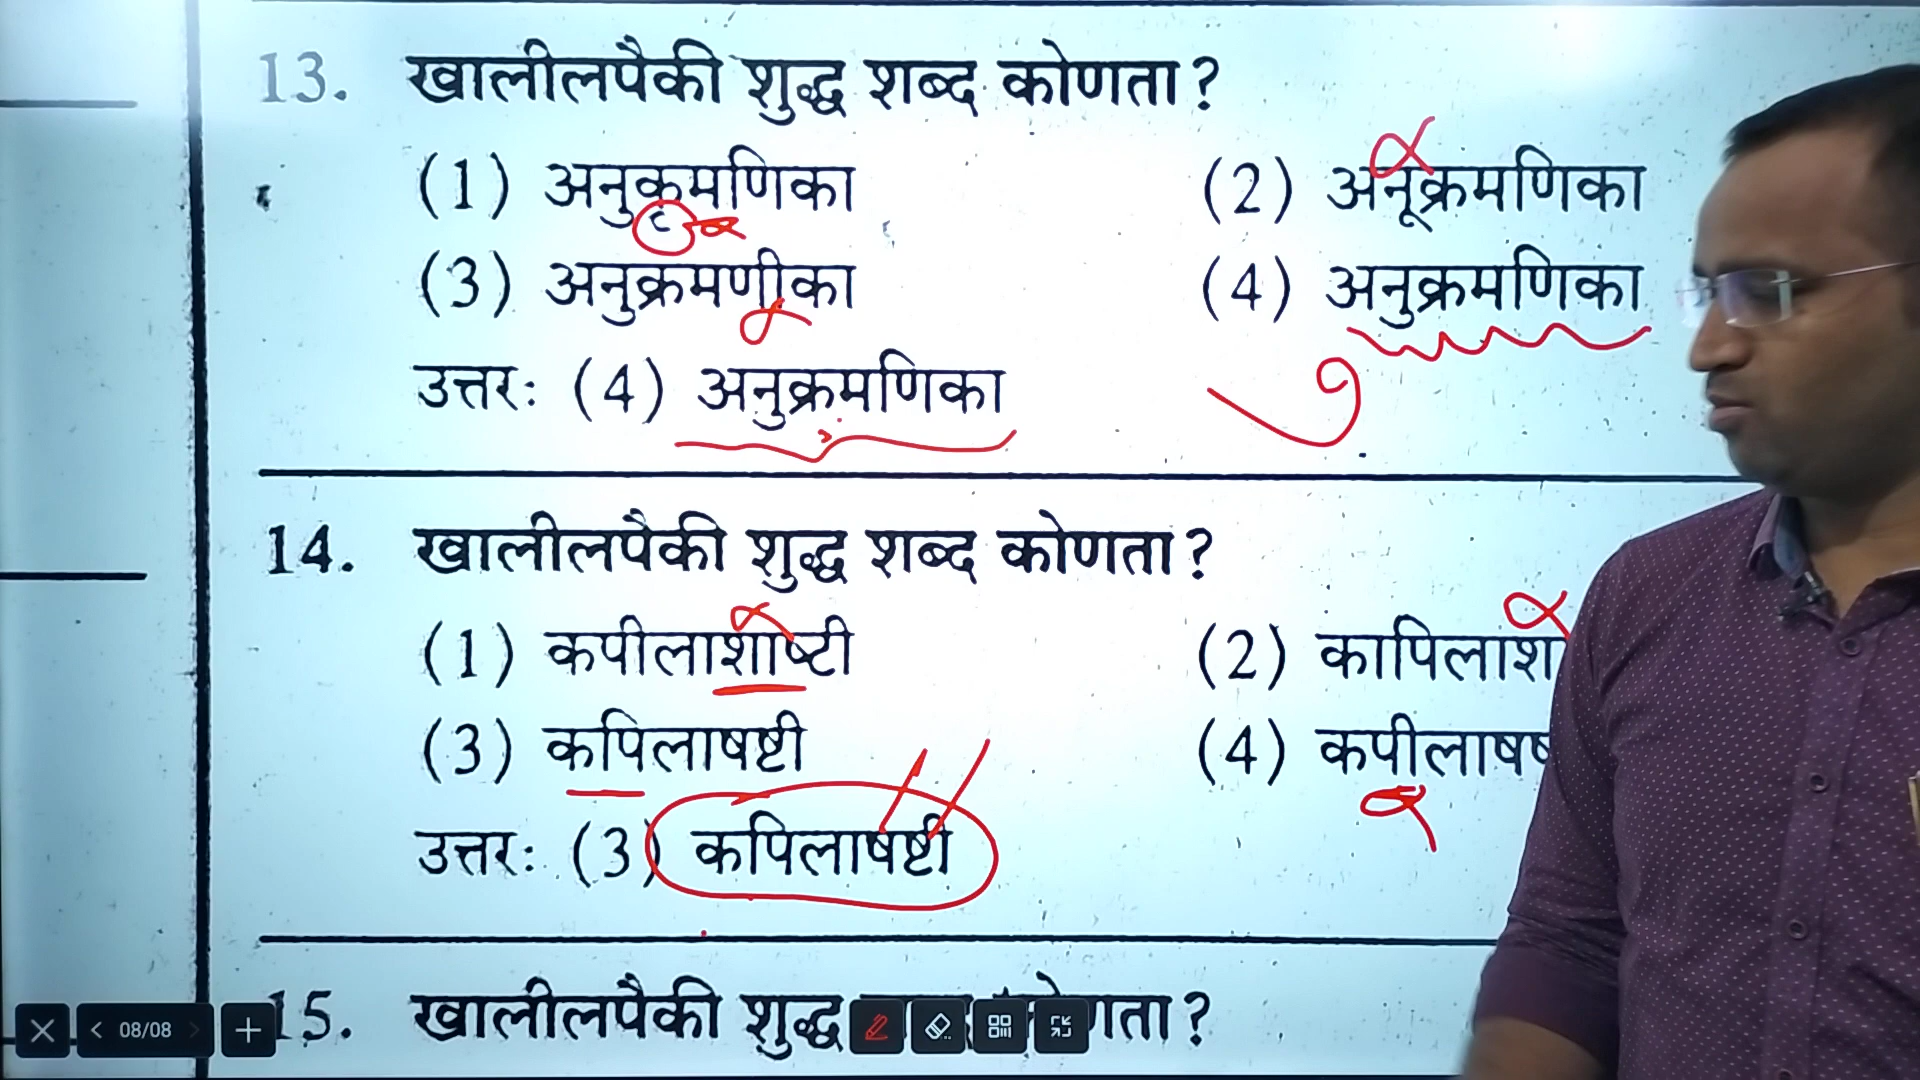 13. खालीलपैकी शुद्ध शब्द कोणता?
(1) अनुकृमणिका (2) अनूक्रमणिका
(3) अनुक्रमणीका (4) अनुक्रमणिका
उत्तरः (4) अनुक्रमणिका
14. खालीलपैकी शुद्ध शब्द कोणता?
(1) कपीलाशाष्टी (2)
(3) कपिलाषष्टी (4)
उत्तरः (3) कपिलाषष्टी
15. खालीलपैकी शुद्ध
08/08